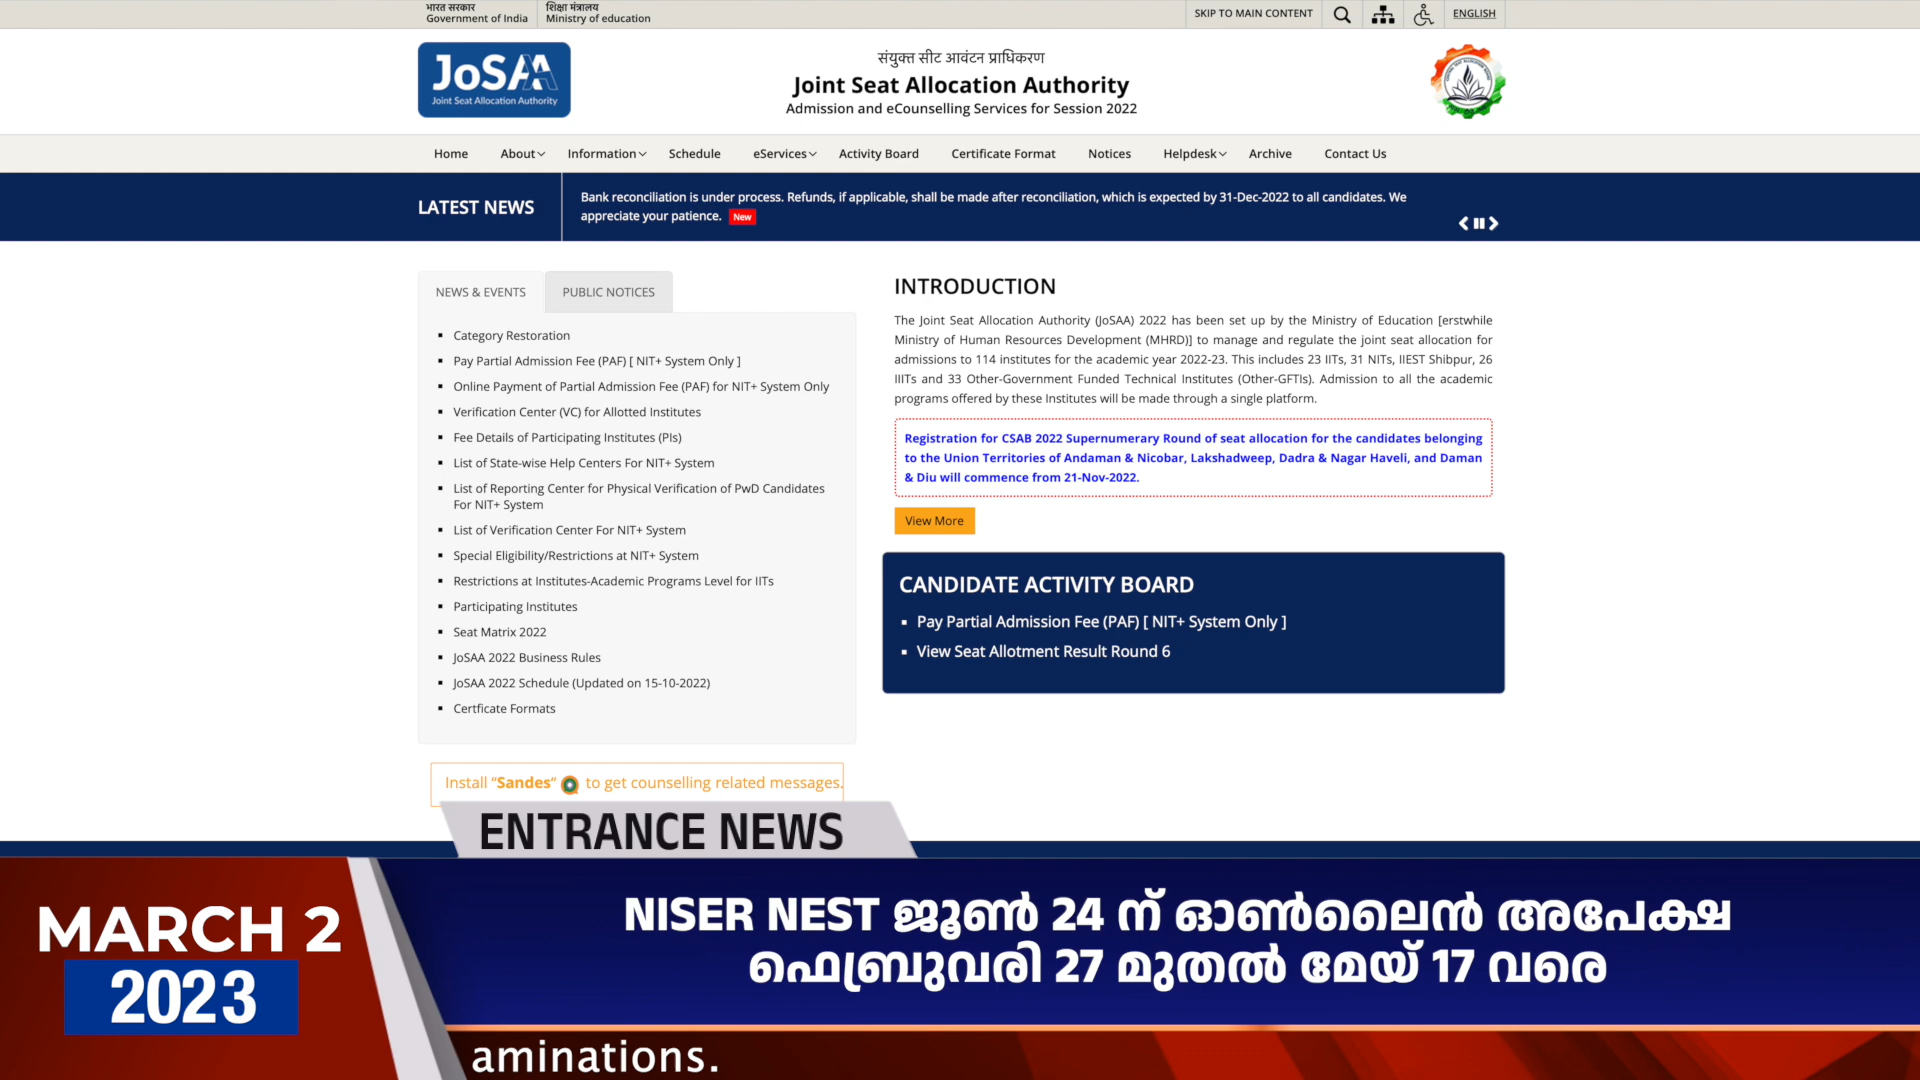 भारत सरकार
Government of India
शिक्षा मंत्रालय
Ministry of education
SKIP TO MAIN CONTENT
ENGLISH
JoSAA
Joint Seat Allocation Authority
संयुक्त सीट आवंटन प्राधिकरण
Joint Seat Allocation Authority
Admission and eCounselling Services for Session 2022
Home About Information Schedule eServices Activity Board Certificate Format Notices Helpdesk Archive Contact Us
LATEST NEWS
Bank reconciliation is under process. Refunds, if applicable, shall be made after reconciliation, which is expected by 31-Dec-2022 to all candidates. We
appreciate your patience. New
NEWS & EVENTS
PUBLIC NOTICES
Category Restoration
Pay Partial Admission Fee (PAF) [ NIT+ System Only ]
Online Payment of Partial Admission Fee (PAF) for NIT+ System Only
Verification Center (VC) for Allotted Institutes
Fee Details of Participating Institutes (PIs)
List of State-wise Help Centers For NIT+ System
List of Reporting Center for Physical Verification of PwD Candidates
For NIT+ System
List of Verification Center For NIT+ System
Special Eligibility/Restrictions at NIT+ System
Restrictions at Institutes-Academic Programs Level for IITs
Participating Institutes
Seat Matrix 2022
JoSAA 2022 Business Rules
JoSAA 2022 Schedule (Updated on 15-10-2022)
Certficate Formats
Install "Sandes" to get counselling related messages.
INTRODUCTION
The Joint Seat Allocation Authority (JoSAA) 2022 has been set up by the Ministry of Education [erstwhile
Ministry of Human Resources Development (MHRD)] to manage and regulate the joint seat allocation for
admissions to 114 institutes for the academic year 2022-23. This includes 23 IITs, 31 NITs, IIEST Shibpur, 26
IIITs and 33 Other-Government Funded Technical Institutes (Other-GFTIs). Admission to all the academic
programs offered by these Institutes will be made through a single platform.
Registration for CSAB 2022 Supernumerary Round of seat allocation for the candidates belonging
to the Union Territories of Andaman & Nicobar, Lakshadweep, Dadra & Nagar Haveli, and Daman
& Diu will commence from 21-Nov-2022.
View More
CANDIDATE ACTIVITY BOARD
Pay Partial Admission Fee (PAF) [ NIT+ System Only ]
View Seat Allotment Result Round 6
ENTRANCE NEWS
MARCH 2
2023
NISER NEST ജൂൺ 24 ന് ഓൺലൈൻ അപേക്ഷ
ഫെബ്രുവരി 27 മുതൽ മേയ് 17 വരെ
aminations.